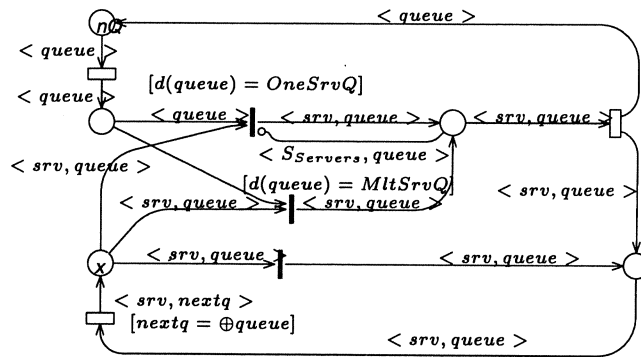 < queue >
nQ
< queue >
[d(queue) = OneSrvQ]
< queue >
< queue >
< srv, queue >
< srv, queue >
< S_Servers, queue >
< srv, queue >
[d(queue) = MltSrvQ]
< srv, queue >
< srv, queue >
< srv, queue >
x
< srv, queue >
< srv, queue >
< srv, nextq >
[nextq = ⊕queue]
< srv, queue >